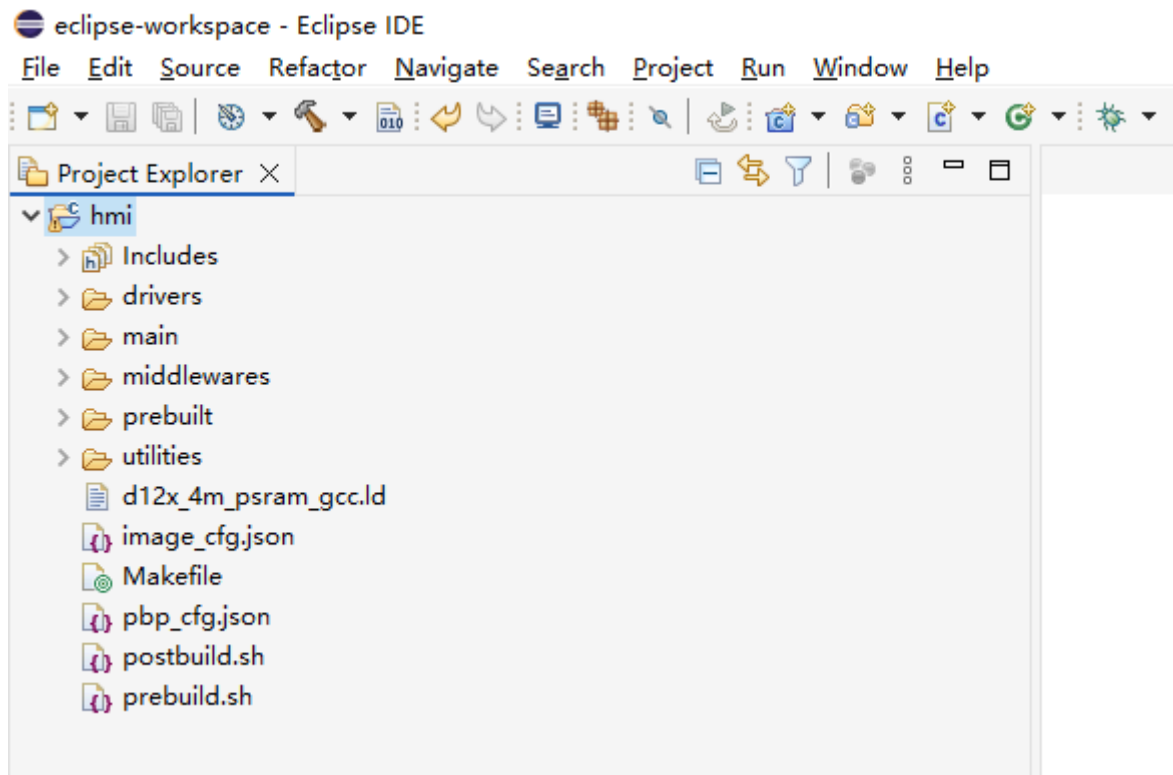 eclipse-workspace - Eclipse IDE
File Edit Source Refactor Navigate Search Project Run Window Help
Project Explorer
hmi
Includes
drivers
main
middlewares
prebuilt
utilities
d12x_4m_psram_gcc.ld
image_cfg.json
Makefile
pbp_cfg.json
postbuild.sh
prebuild.sh